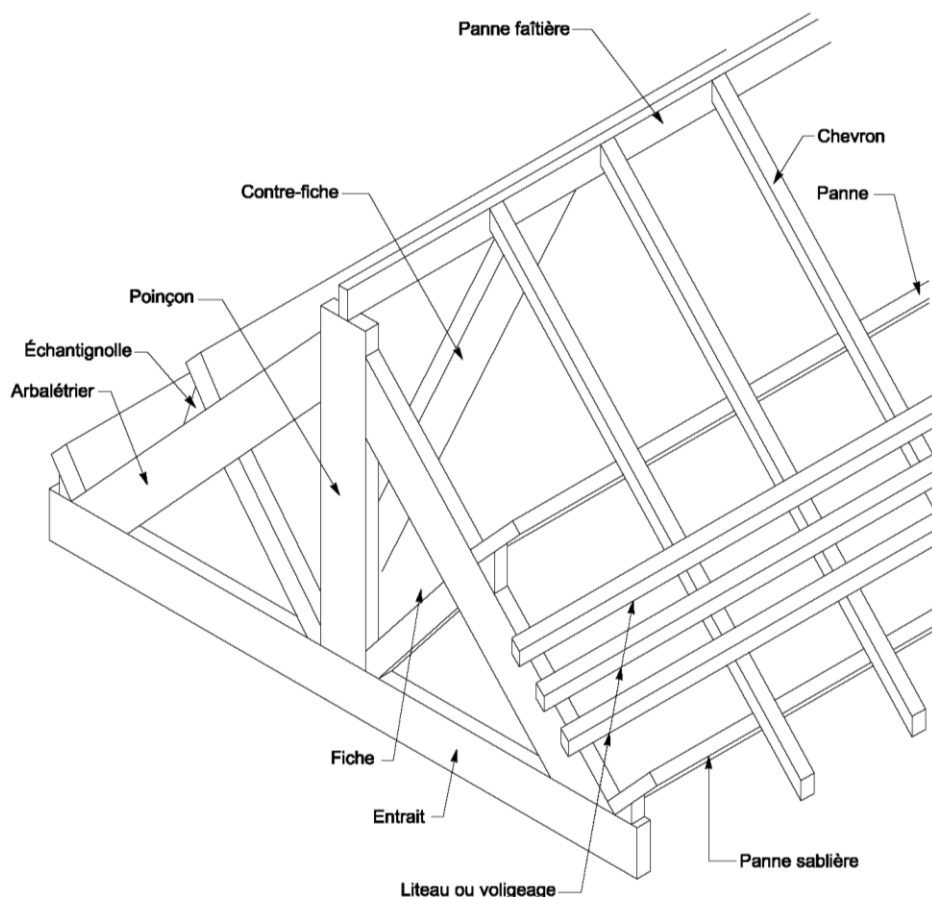 Panne faîtière
Chevron
Contre-fiche
Panne
Poinçon
Échantignolle
Arbalétrier
Fiche
Entrait
Panne sablière
Liteau ou voligeage